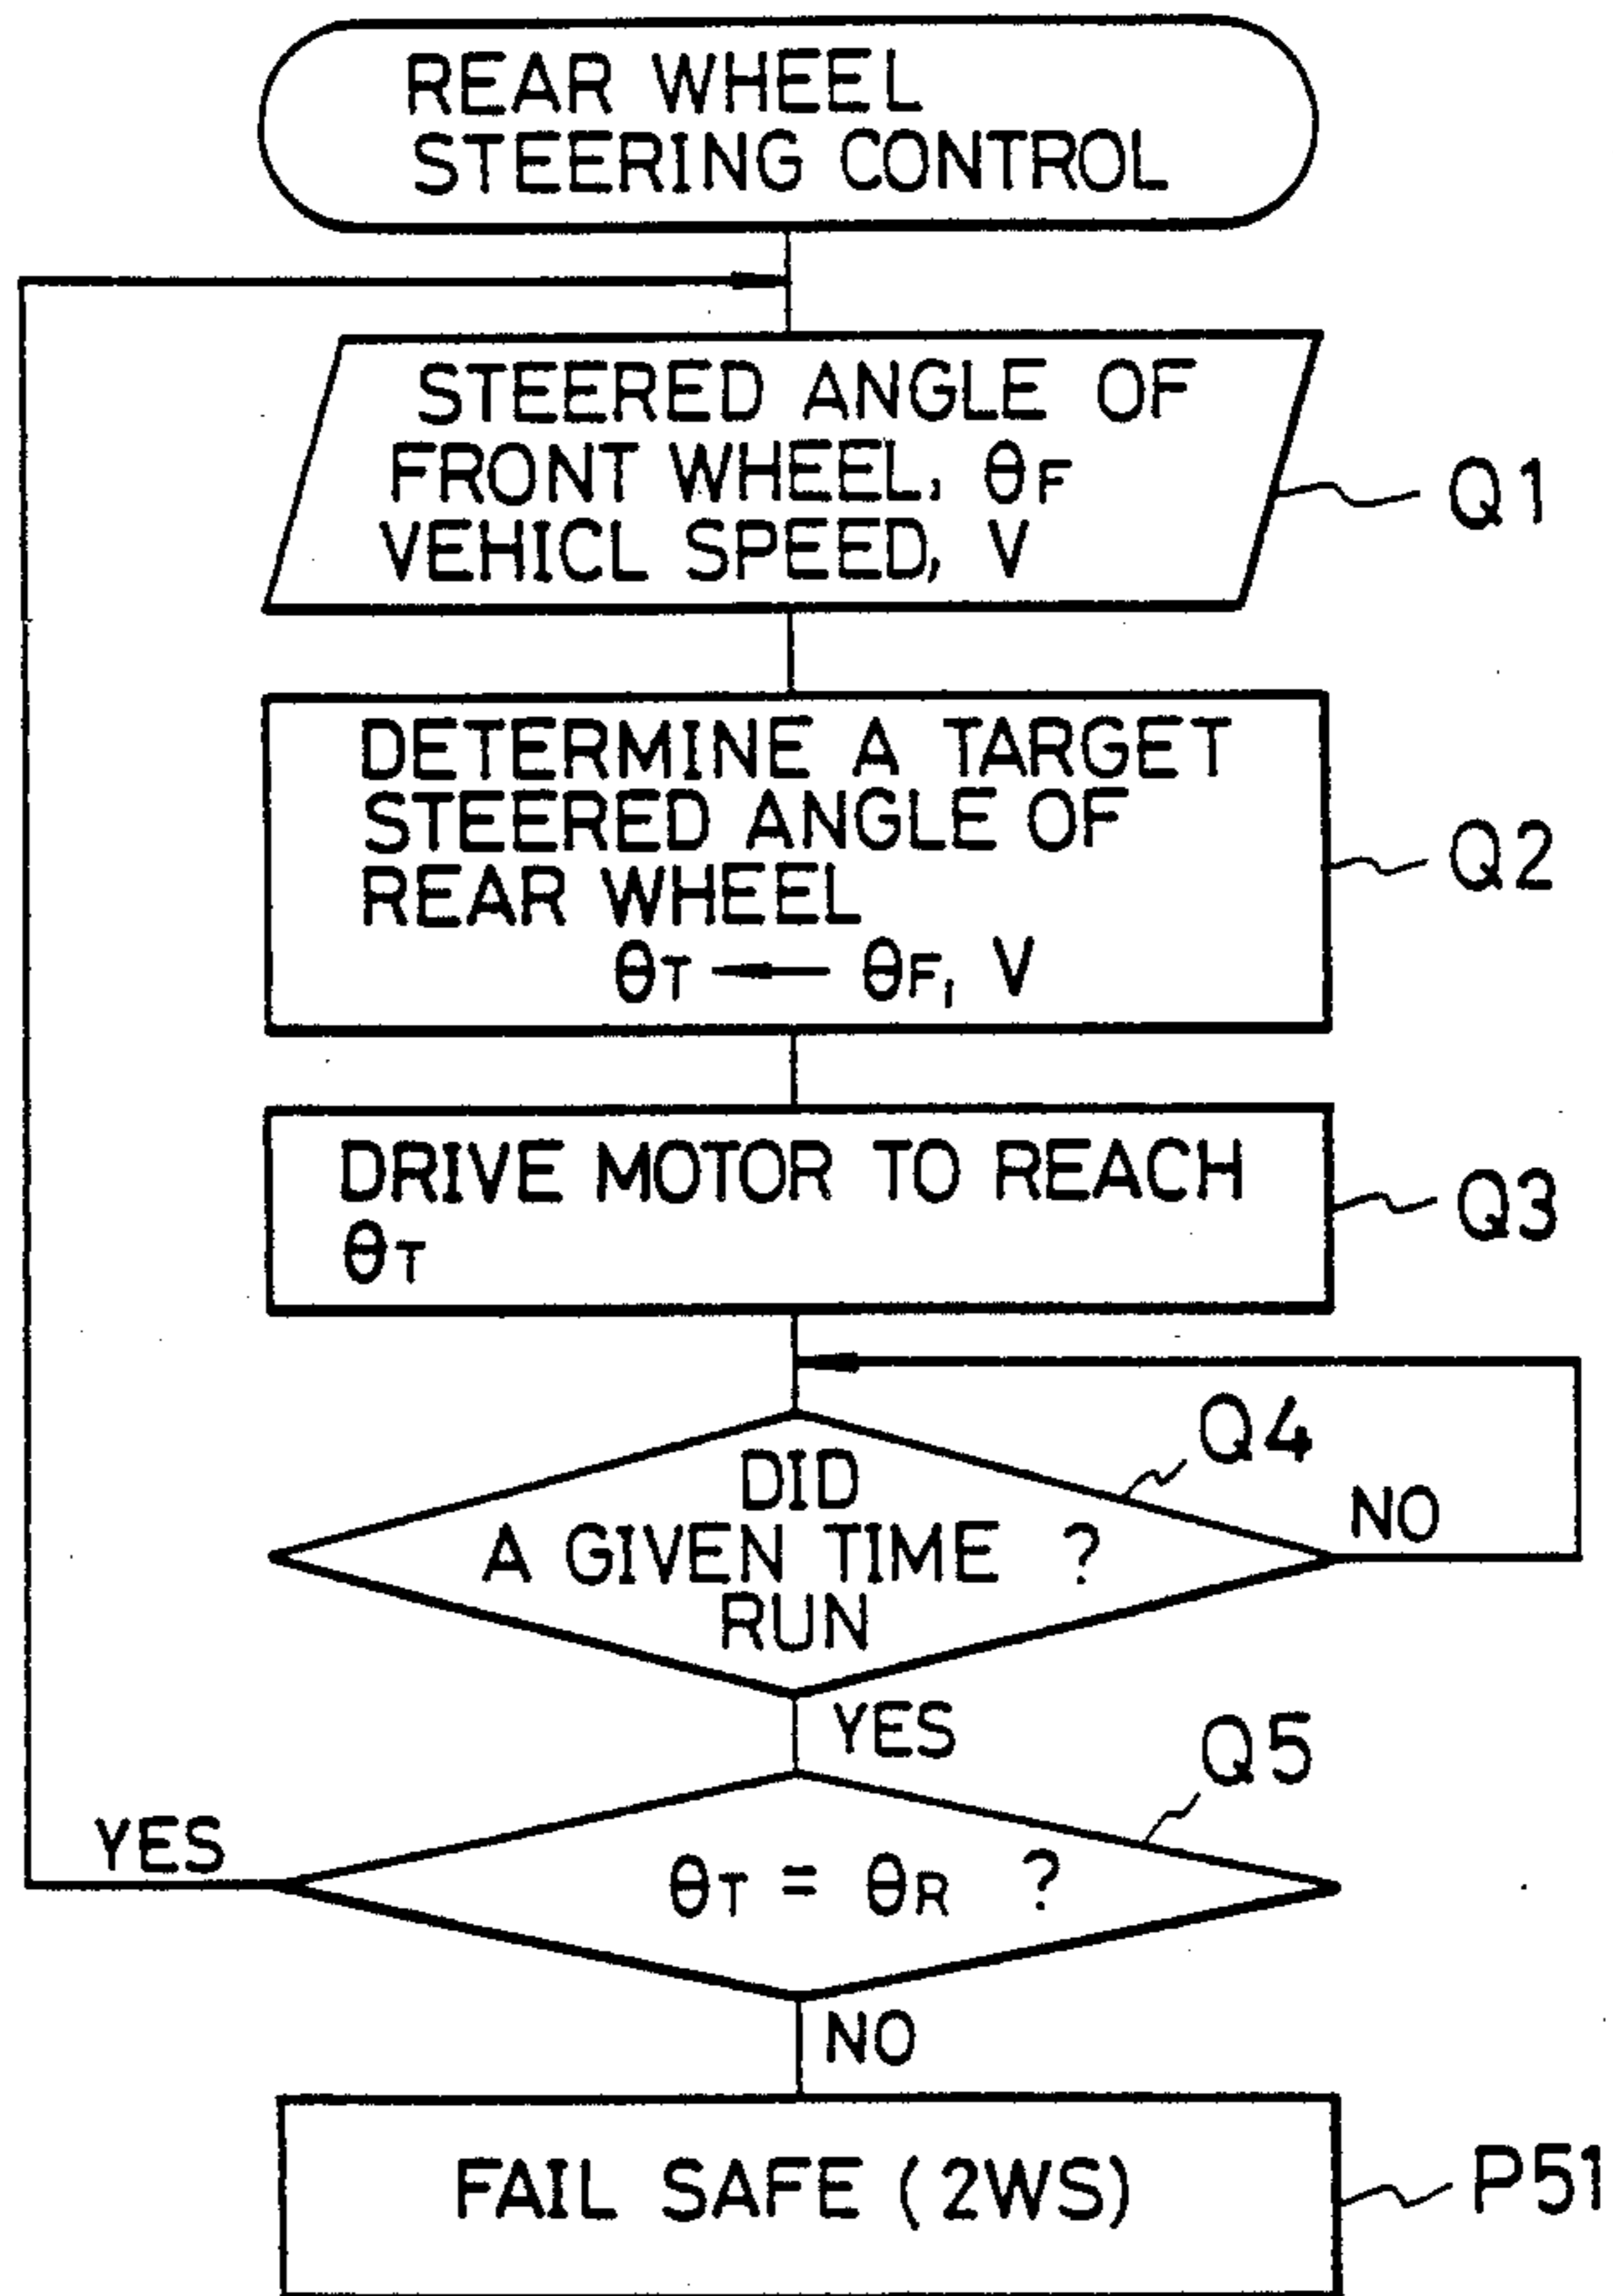 REAR WHEEL
STEERING CONTROL
STEERED ANGLE OF
FRONT WHEEL, θF
VEHICL SPEED, V
Q1
DETERMINE A TARGET
STEERED ANGLE OF
REAR WHEEL
θT ← θF, V
Q2
DRIVE MOTOR TO REACH
θT
Q3
Q4
DID
A GIVEN TIME ?
RUN
NO
YES
Q5
YES
θT = θR ?
NO
FAIL SAFE (2WS)
P51